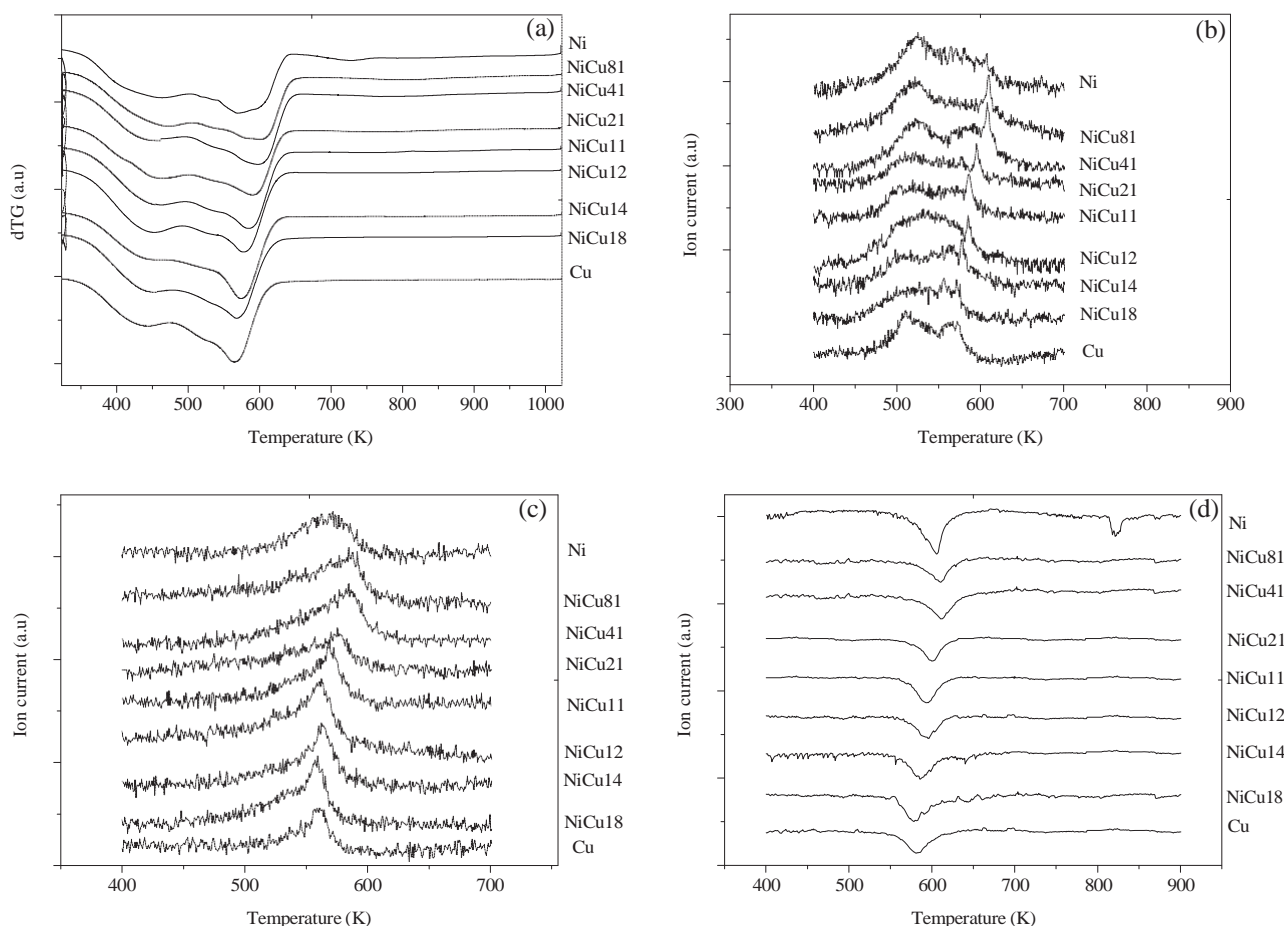 (a)
Ni
NiCu81
NiCu41
NiCu21
NiCu11
NiCu12
NiCu14
NiCu18
Cu
dTG (a.u)
400 500 600 700 800 900 1000
Temperature (K)
(b)
Ni
NiCu81
NiCu41
NiCu21
NiCu11
NiCu12
NiCu14
NiCu18
Cu
Ion current (a.u)
300 400 500 600 700 800 900
Temperature (K)
(c)
Ni
NiCu81
NiCu41
NiCu21
NiCu11
NiCu12
NiCu14
NiCu18
Cu
Ion current (a.u)
400 500 600 700
Temperature (K)
(d)
Ni
NiCu81
NiCu41
NiCu21
NiCu11
NiCu12
NiCu14
NiCu18
Cu
Ion current (a.u)
400 500 600 700 800 900
Temperature (K)